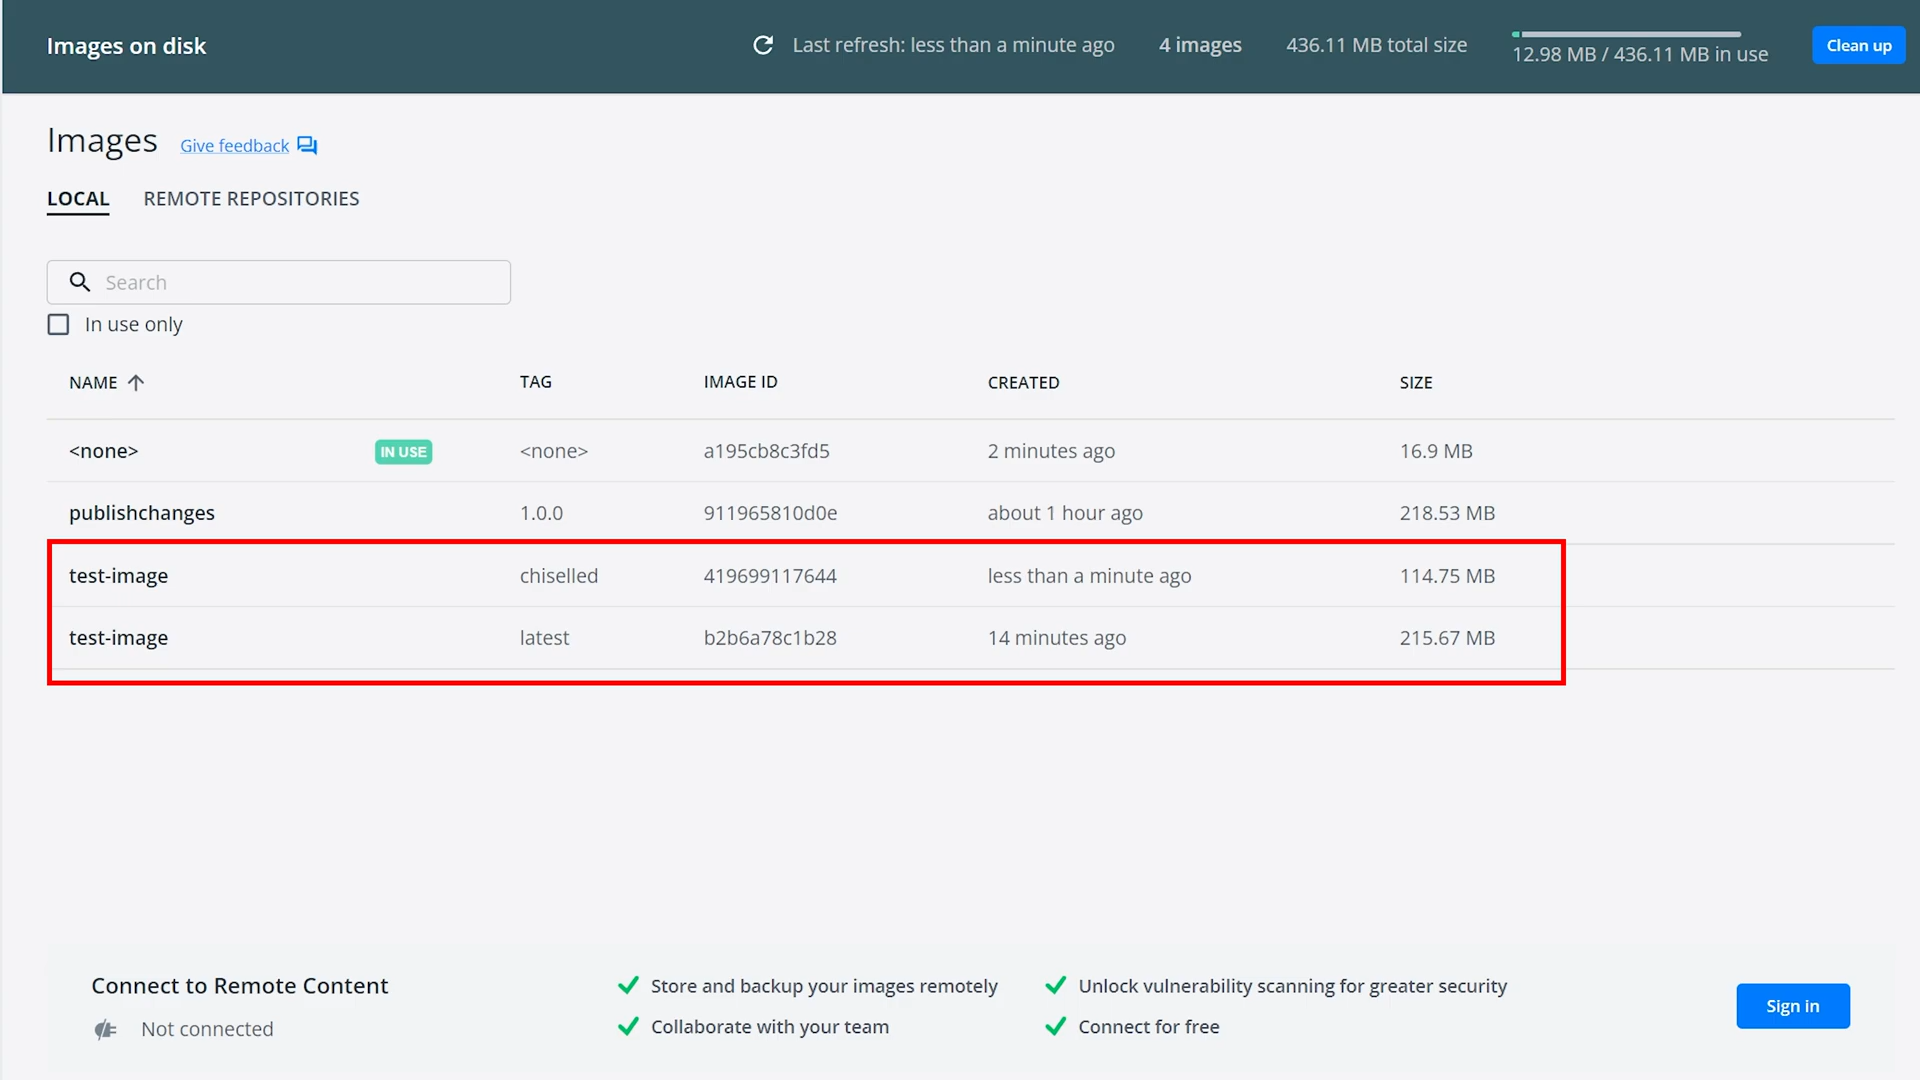 Images on disk
Last refresh: less than a minute ago
4 images
436.11 MB total size
12.98 MB / 436.11 MB in use
Clean up
Images
Give feedback
LOCAL
REMOTE REPOSITORIES
Search
In use only
NAME TAG IMAGE ID CREATED SIZE
<none> IN USE <none> a195cb8c3fd5 2 minutes ago 16.9 MB
publishchanges 1.0.0 911965810d0e about 1 hour ago 218.53 MB
test-image chiselled 419699117644 less than a minute ago 114.75 MB
test-image latest b2b6a78c1b28 14 minutes ago 215.67 MB
Connect to Remote Content
Not connected
Store and backup your images remotely
Collaborate with your team
Unlock vulnerability scanning for greater security
Connect for free
Sign in